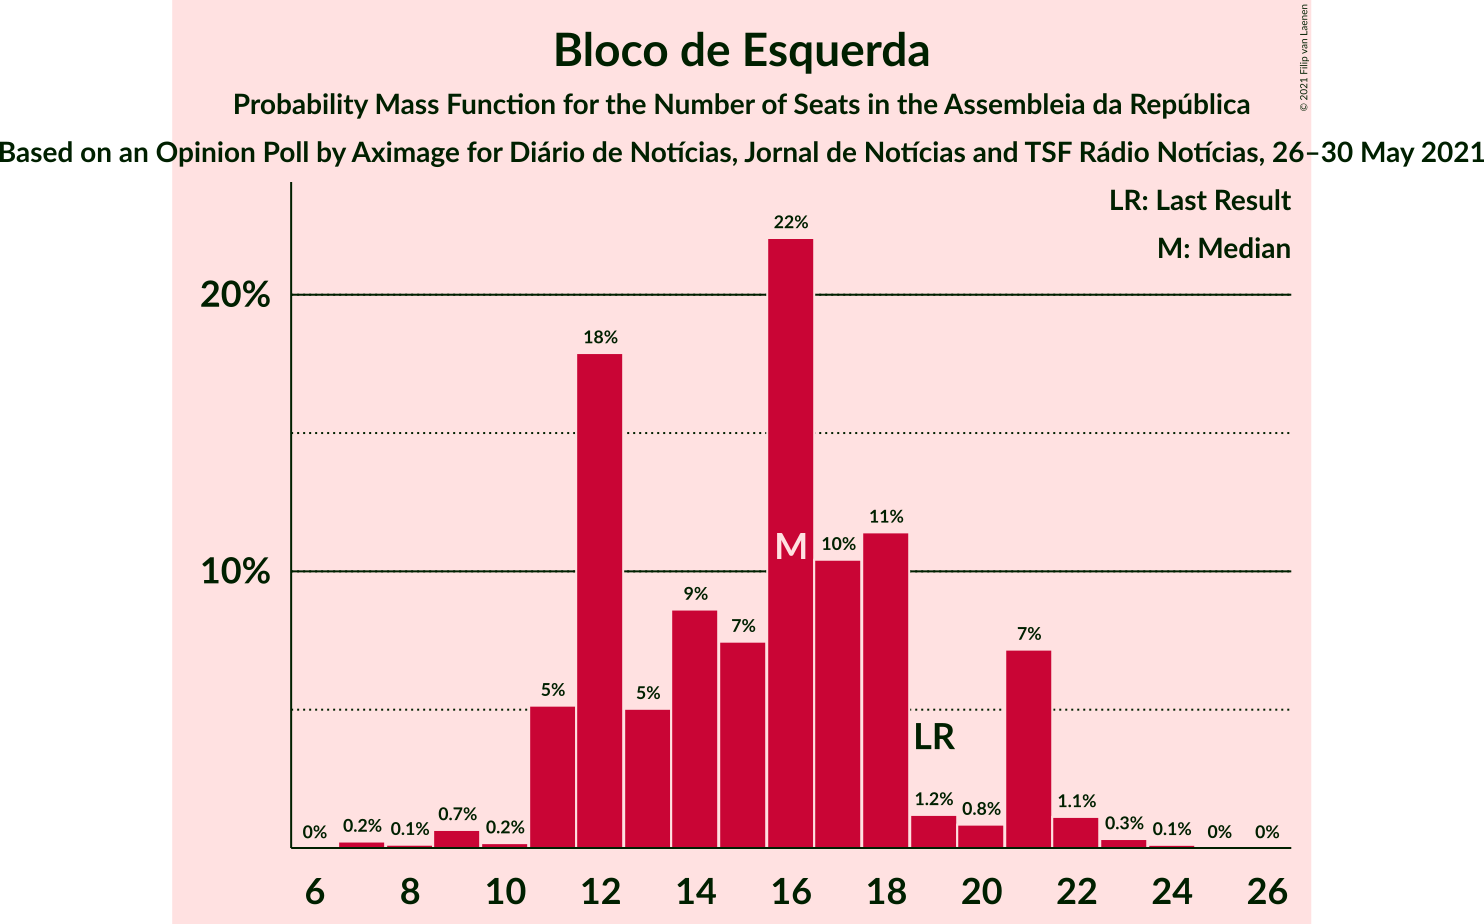 Bloco de Esquerda
Probability Mass Function for the Number of Seats in the Assembleia da República
Based on an Opinion Poll by Aximage for Diário de Notícias, Jornal de Notícias and TSF Rádio Notícias, 26–30 May 2021
© 2021 Filip van Laenen
LR: Last Result
M: Median
22%
20%
18%
M
11%
10%
10%
9%
7%
7%
5%
5%
LR
1.2%
0.8%
1.1%
0.7%
0.3%
0%
0.2%
0.1%
0.2%
0.1%
0%
0%
6 8 10 12 14 16 18 20 22 24 26